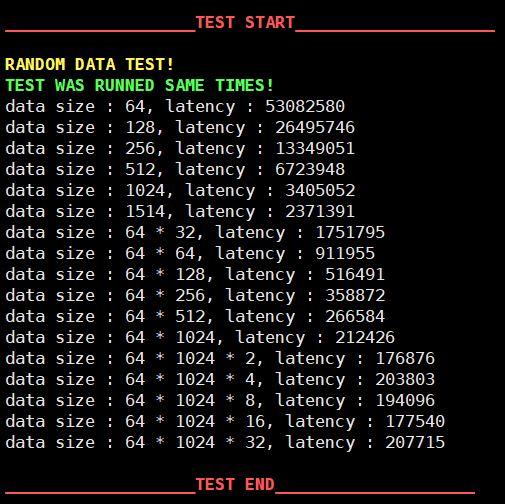 TEST START
RANDOM DATA TEST!
TEST WAS RUNNED SAME TIMES!
data size : 64, latency : 53082580
data size : 128, latency : 26495746
data size : 256, latency : 13349051
data size : 512, latency : 6723948
data size : 1024, latency : 3405052
data size : 1514, latency : 2371391
data size : 64 * 32, latency : 1751795
data size : 64 * 64, latency : 911955
data size : 64 * 128, latency : 516491
data size : 64 * 256, latency : 358872
data size : 64 * 512, latency : 266584
data size : 64 * 1024, latency : 212426
data size : 64 * 1024 * 2, latency : 176876
data size : 64 * 1024 * 4, latency : 203803
data size : 64 * 1024 * 8, latency : 194096
data size : 64 * 1024 * 16, latency : 177540
data size : 64 * 1024 * 32, latency : 207715
TEST END